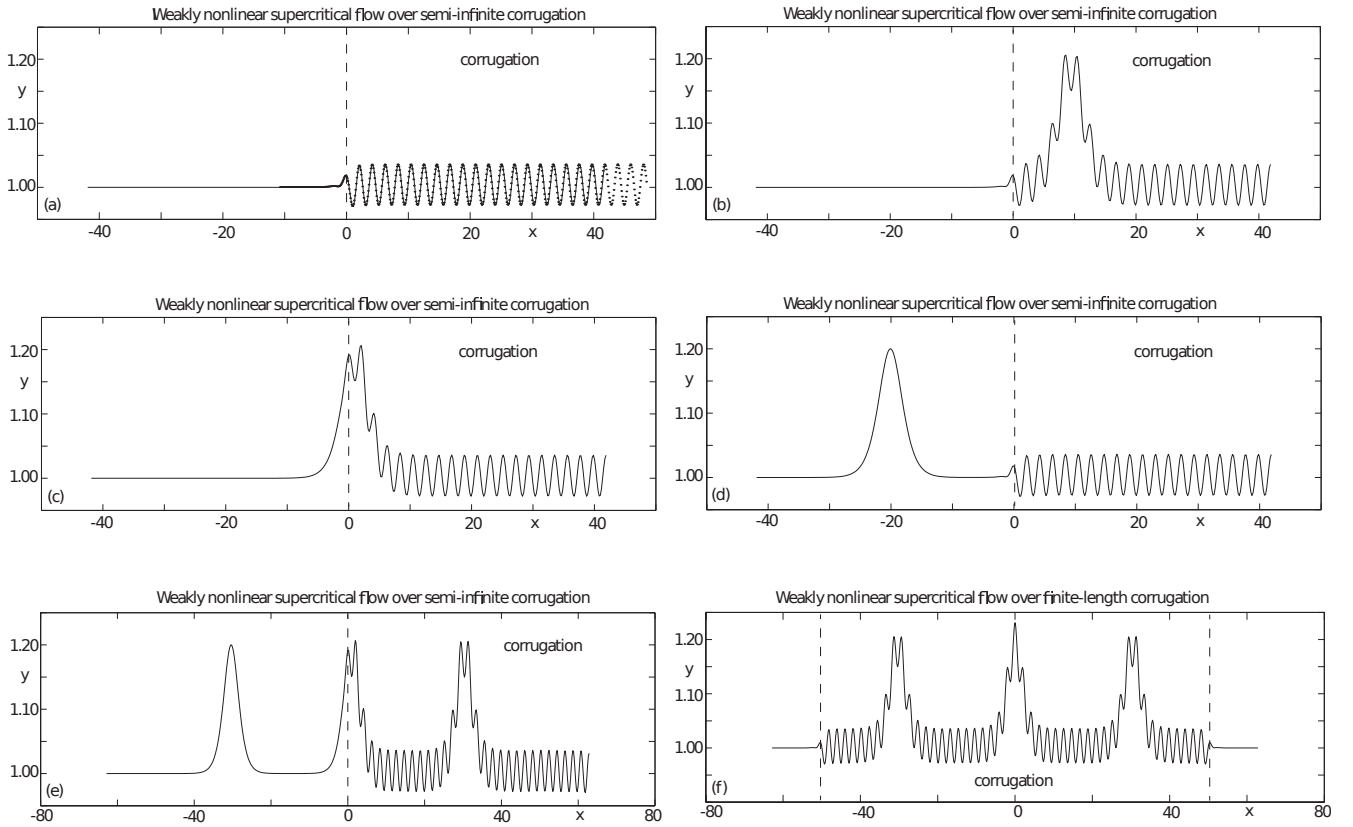 Weakly nonlinear supercritical flow over semi-infinite corrugation
1.20
y
1.10
1.00
corrugation
(a)
-40 -20 0 20 x 40
Weakly nonlinear supercritical flow over semi-infinite corrugation
1.20
y
1.10
1.00
corrugation
(b)
-40 -20 0 20 x 40
Weakly nonlinear supercritical flow over semi-infinite corrugation
1.20
y
1.10
1.00
corrugation
(c)
-40 -20 0 20 x 40
Weakly nonlinear supercritical flow over semi-infinite corrugation
1.20
y
1.10
1.00
corrugation
(d)
-40 -20 0 20 x 40
Weakly nonlinear supercritical flow over semi-infinite corrugation
1.20
y
1.10
1.00
corrugation
(e)
-80 -40 0 40 x 80
Weakly nonlinear supercritical flow over finite-length corrugation
1.20
y
1.10
1.00
corrugation
(f)
-80 -40 0 40 x 80